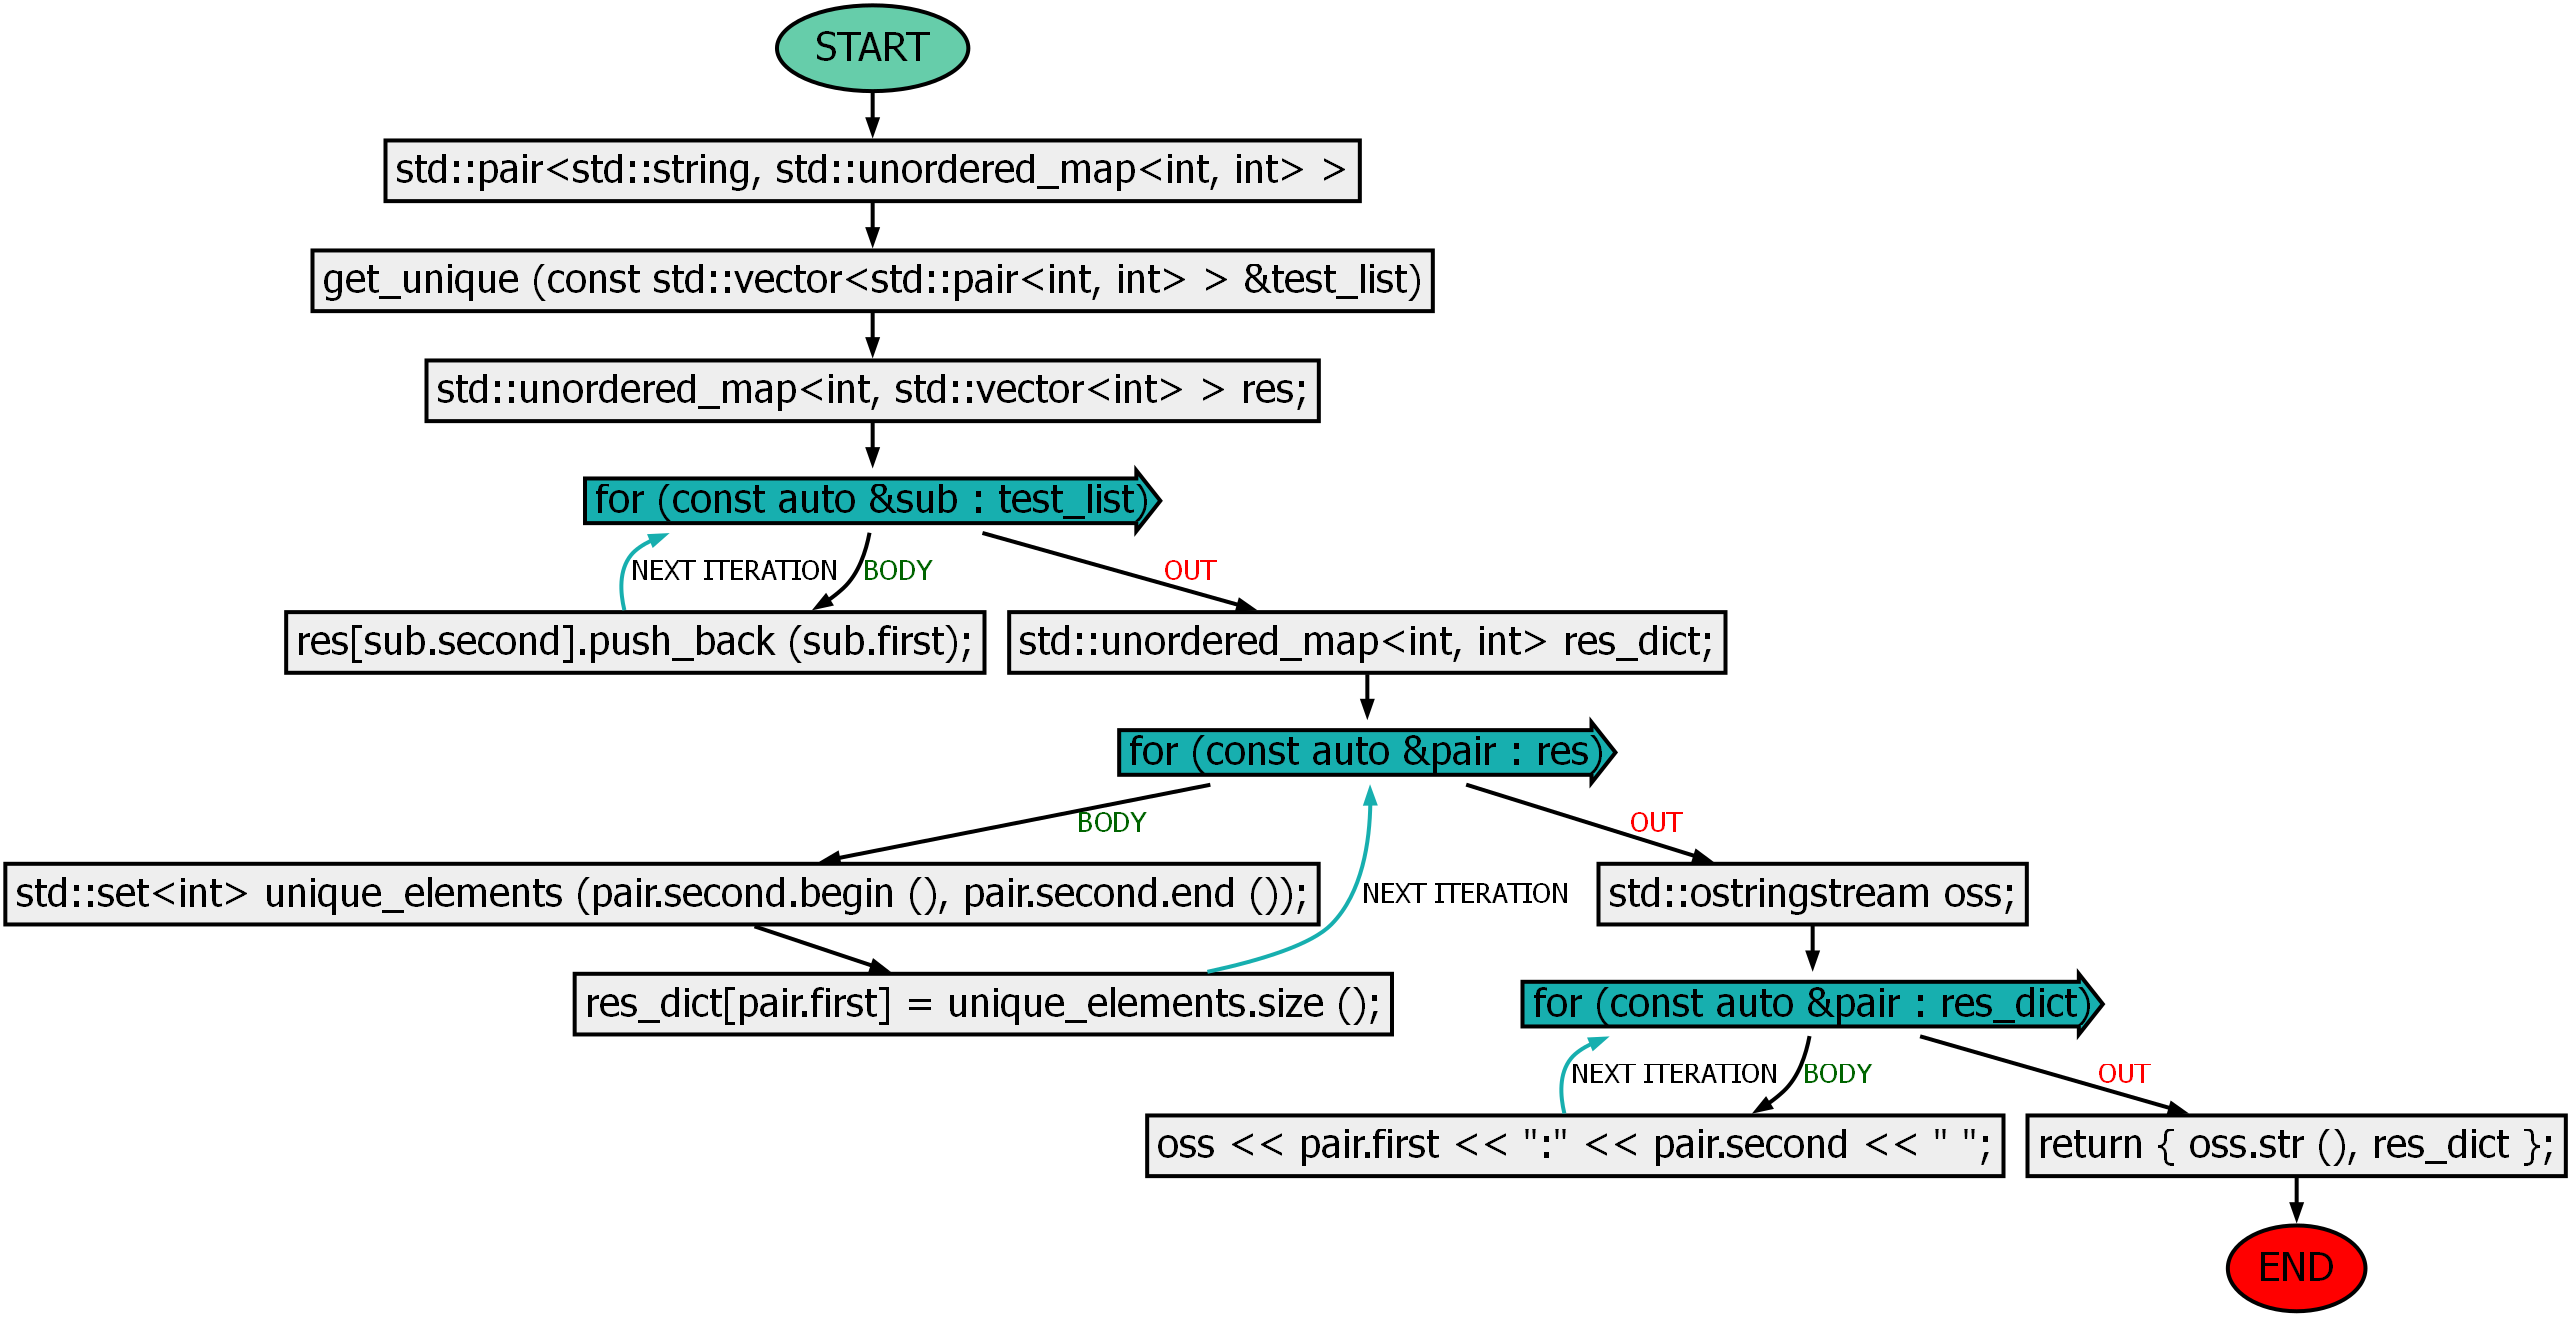 START
std::pair<std::string, std::unordered_map<int, int> >
get_unique (const std::vector<std::pair<int, int> > &test_list)
std::unordered_map<int, std::vector<int> > res;
for (const auto &sub : test_list)
NEXT ITERATION
BODY
OUT
res[sub.second].push_back (sub.first);
std::unordered_map<int, int> res_dict;
for (const auto &pair : res)
BODY
OUT
std::set<int> unique_elements (pair.second.begin (), pair.second.end ());
NEXT ITERATION
std::ostringstream oss;
res_dict[pair.first] = unique_elements.size ();
for (const auto &pair : res_dict)
NEXT ITERATION
BODY
OUT
oss << pair.first << ":" << pair.second << " ";
return { oss.str (), res_dict };
END